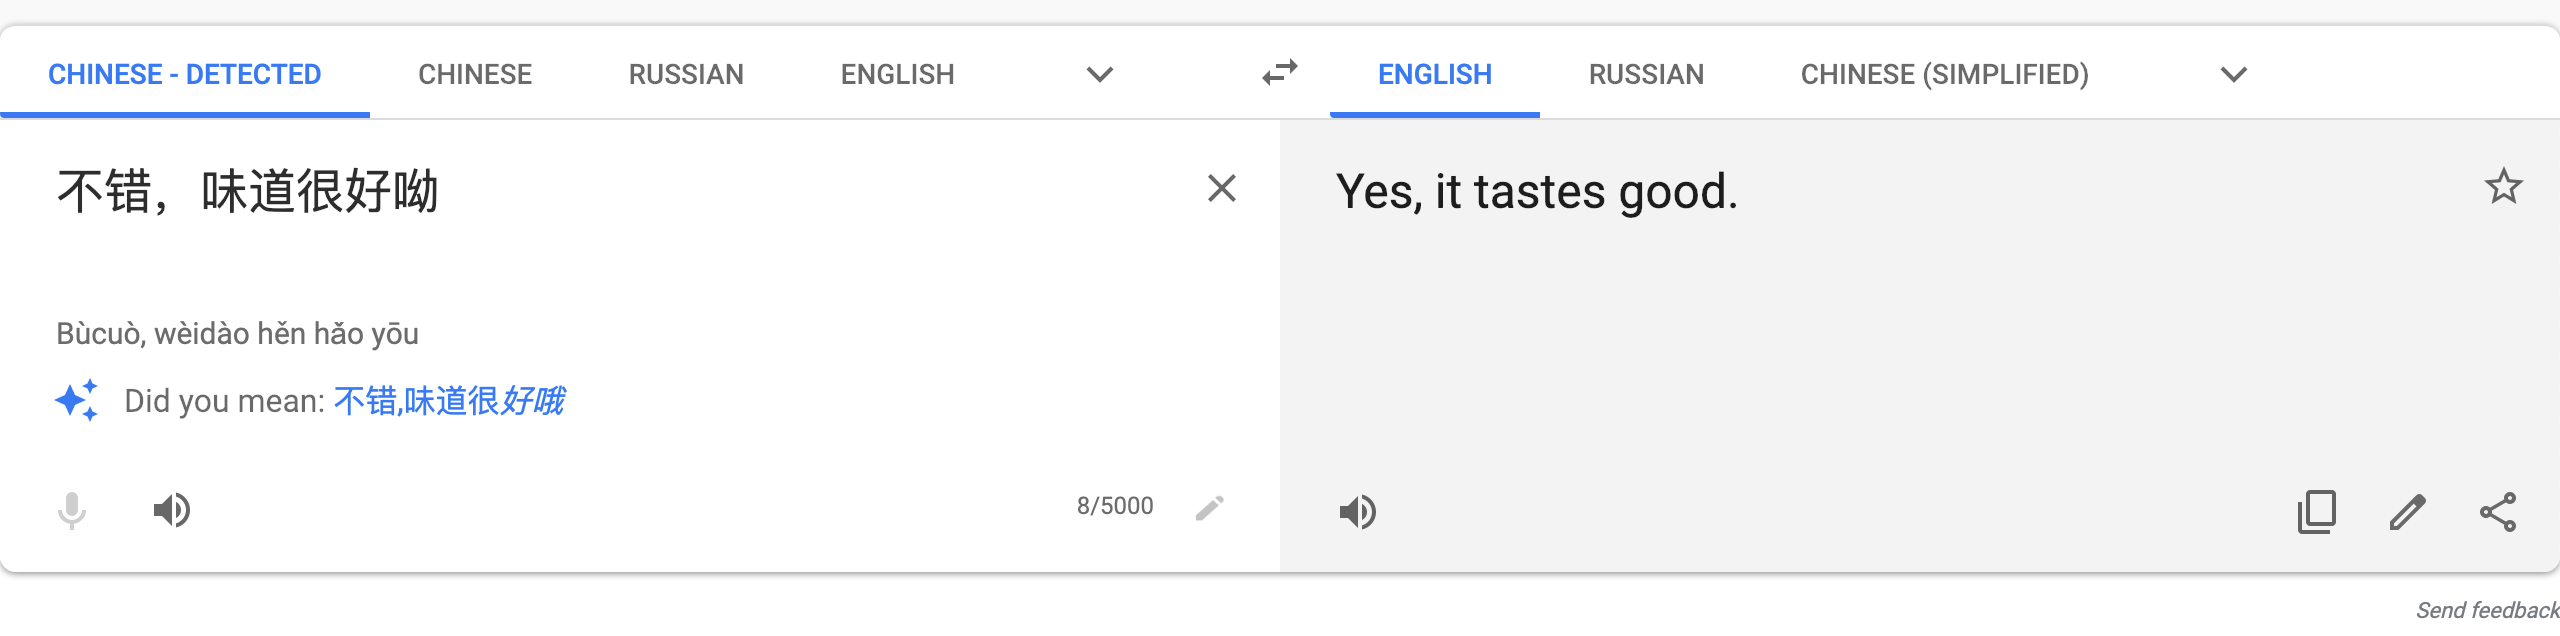 CHINESE - DETECTED CHINESE RUSSIAN ENGLISH ENGLISH RUSSIAN CHINESE (SIMPLIFIED)
不错，味道很好呦
Yes, it tastes good.
Bùcuò, wèidào hěn hǎo yōu
Did you mean: 不错,味道很好哦
8/5000
Send feedback